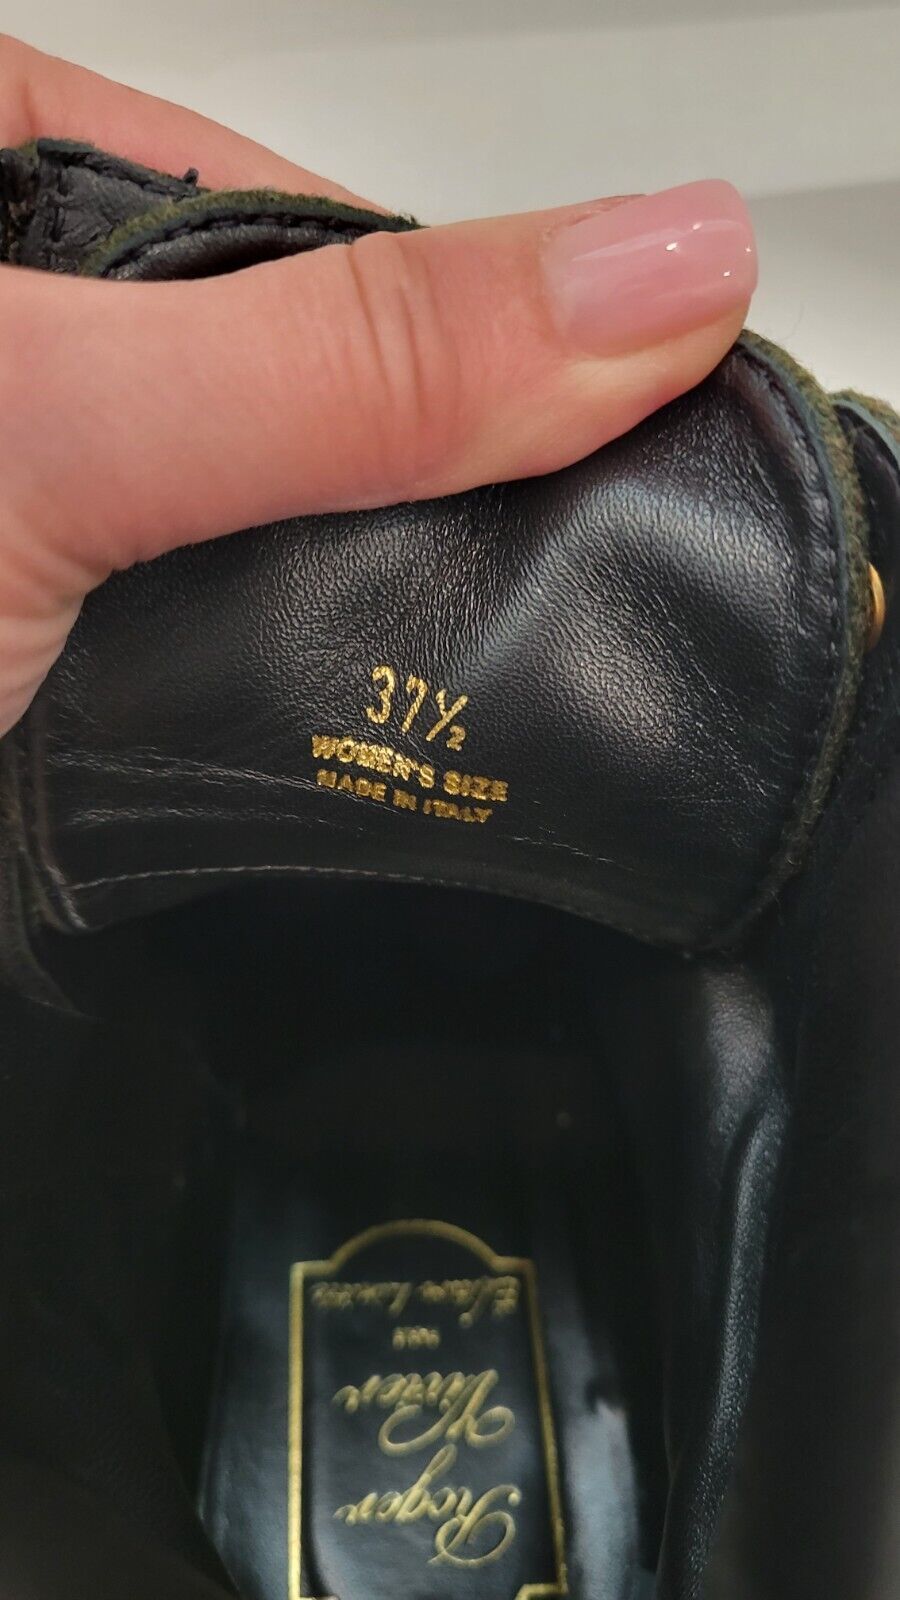 37½
WOMEN'S SIZE
MADE IN ITALY
Roger
Vivier